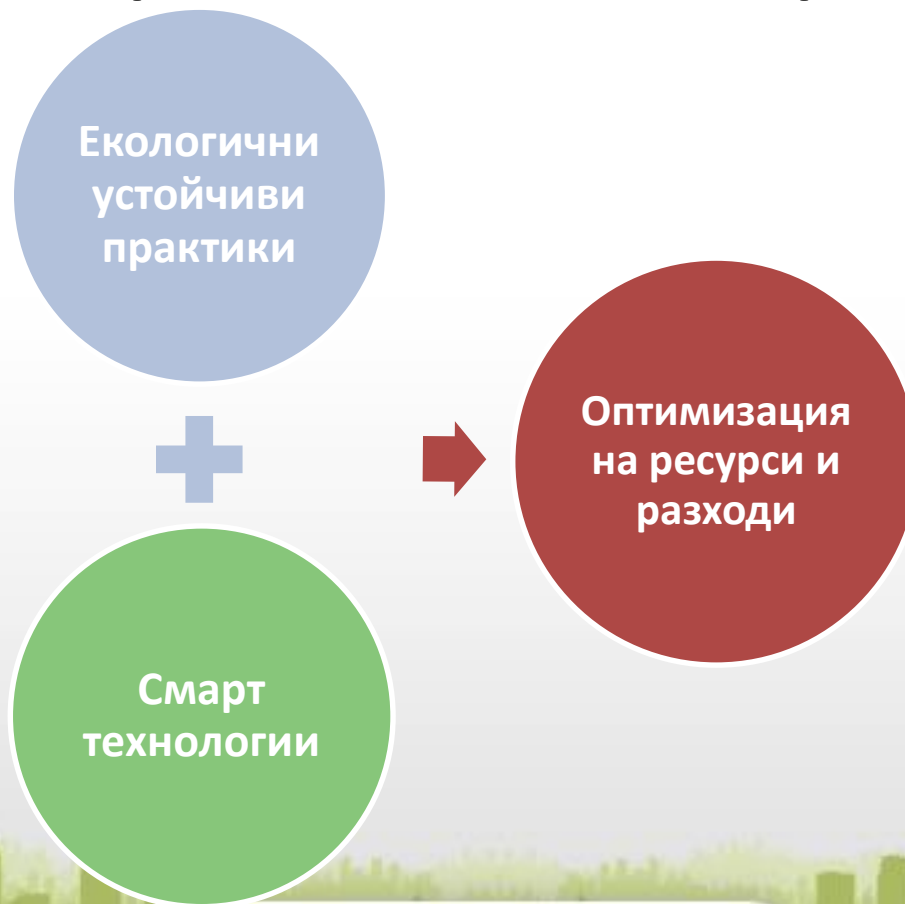 Екологични
устойчиви
практики
Смарт
технологии
Оптимизация
на ресурси и
разходи